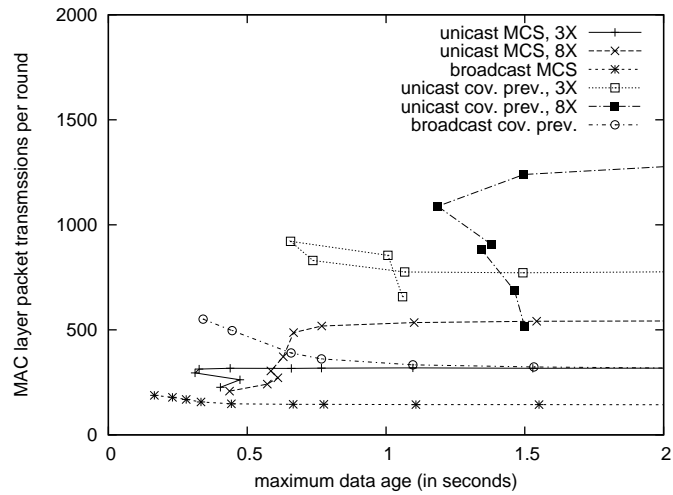 2000
1500
1000
500
0
MAC layer packet transmssions per round
unicast MCS, 3X
unicast MCS, 8X
broadcast MCS
unicast cov. prev., 3X
unicast cov. prev., 8X
broadcast cov. prev.
0 0.5 1 1.5 2
maximum data age (in seconds)